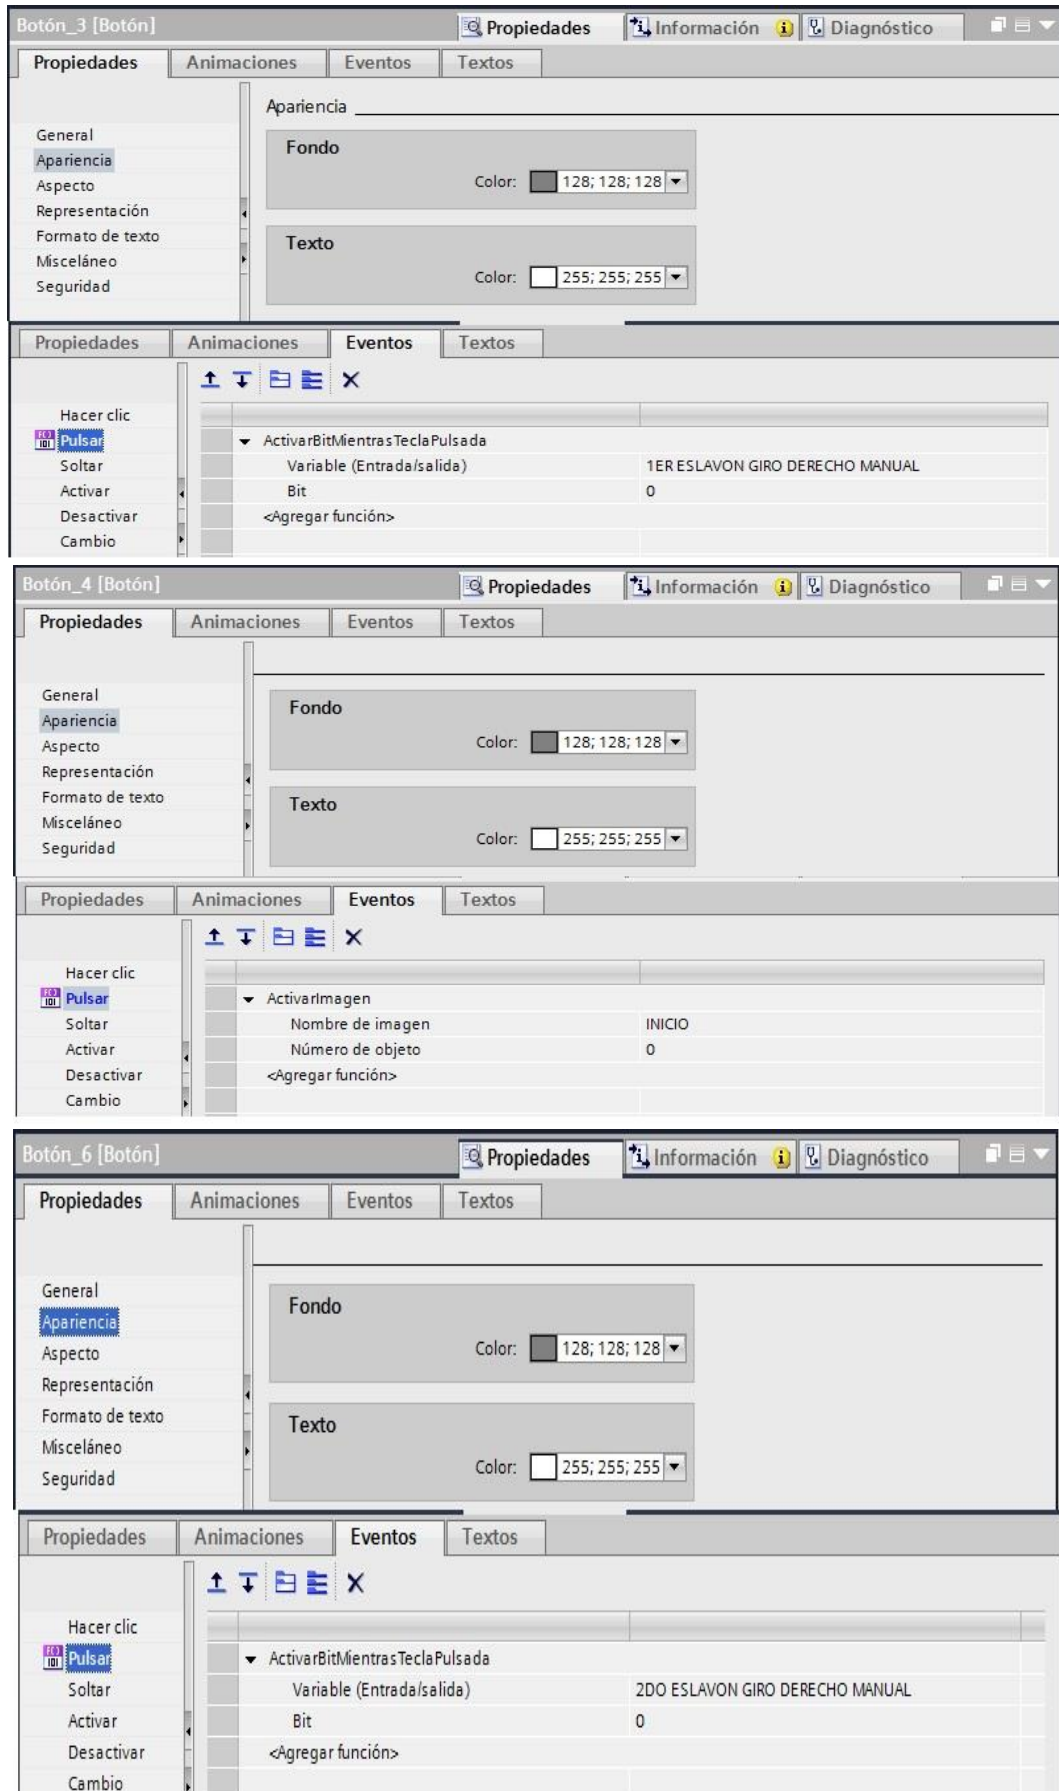 Botón_3 [Botón] Propiedades Información Diagnóstico
Propiedades Animaciones Eventos Textos
Apariencia
General
Apariencia
Aspecto
Representación
Formato de texto
Misceláneo
Seguridad
Fondo
Color: 128; 128; 128
Texto
Color: 255; 255; 255
Propiedades Animaciones Eventos Textos
Hacer clic
Pulsar
Soltar
Activar
Desactivar
Cambio
ActivarBitMientrasTeclaPulsada
Variable (Entrada/salida) 1ER ESLAVON GIRO DERECHO MANUAL
Bit 0
<Agregar función>
Botón_4 [Botón] Propiedades Información Diagnóstico
Propiedades Animaciones Eventos Textos
General
Apariencia
Aspecto
Representación
Formato de texto
Misceláneo
Seguridad
Fondo
Color: 128; 128; 128
Texto
Color: 255; 255; 255
Propiedades Animaciones Eventos Textos
Hacer clic
Pulsar
Soltar
Activar
Desactivar
Cambio
ActivarImagen
Nombre de imagen INICIO
Número de objeto 0
<Agregar función>
Botón_6 [Botón] Propiedades Información Diagnóstico
Propiedades Animaciones Eventos Textos
General
Apariencia
Aspecto
Representación
Formato de texto
Misceláneo
Seguridad
Fondo
Color: 128; 128; 128
Texto
Color: 255; 255; 255
Propiedades Animaciones Eventos Textos
Hacer clic
Pulsar
Soltar
Activar
Desactivar
Cambio
ActivarBitMientrasTeclaPulsada
Variable (Entrada/salida) 2DO ESLAVON GIRO DERECHO MANUAL
Bit 0
<Agregar función>